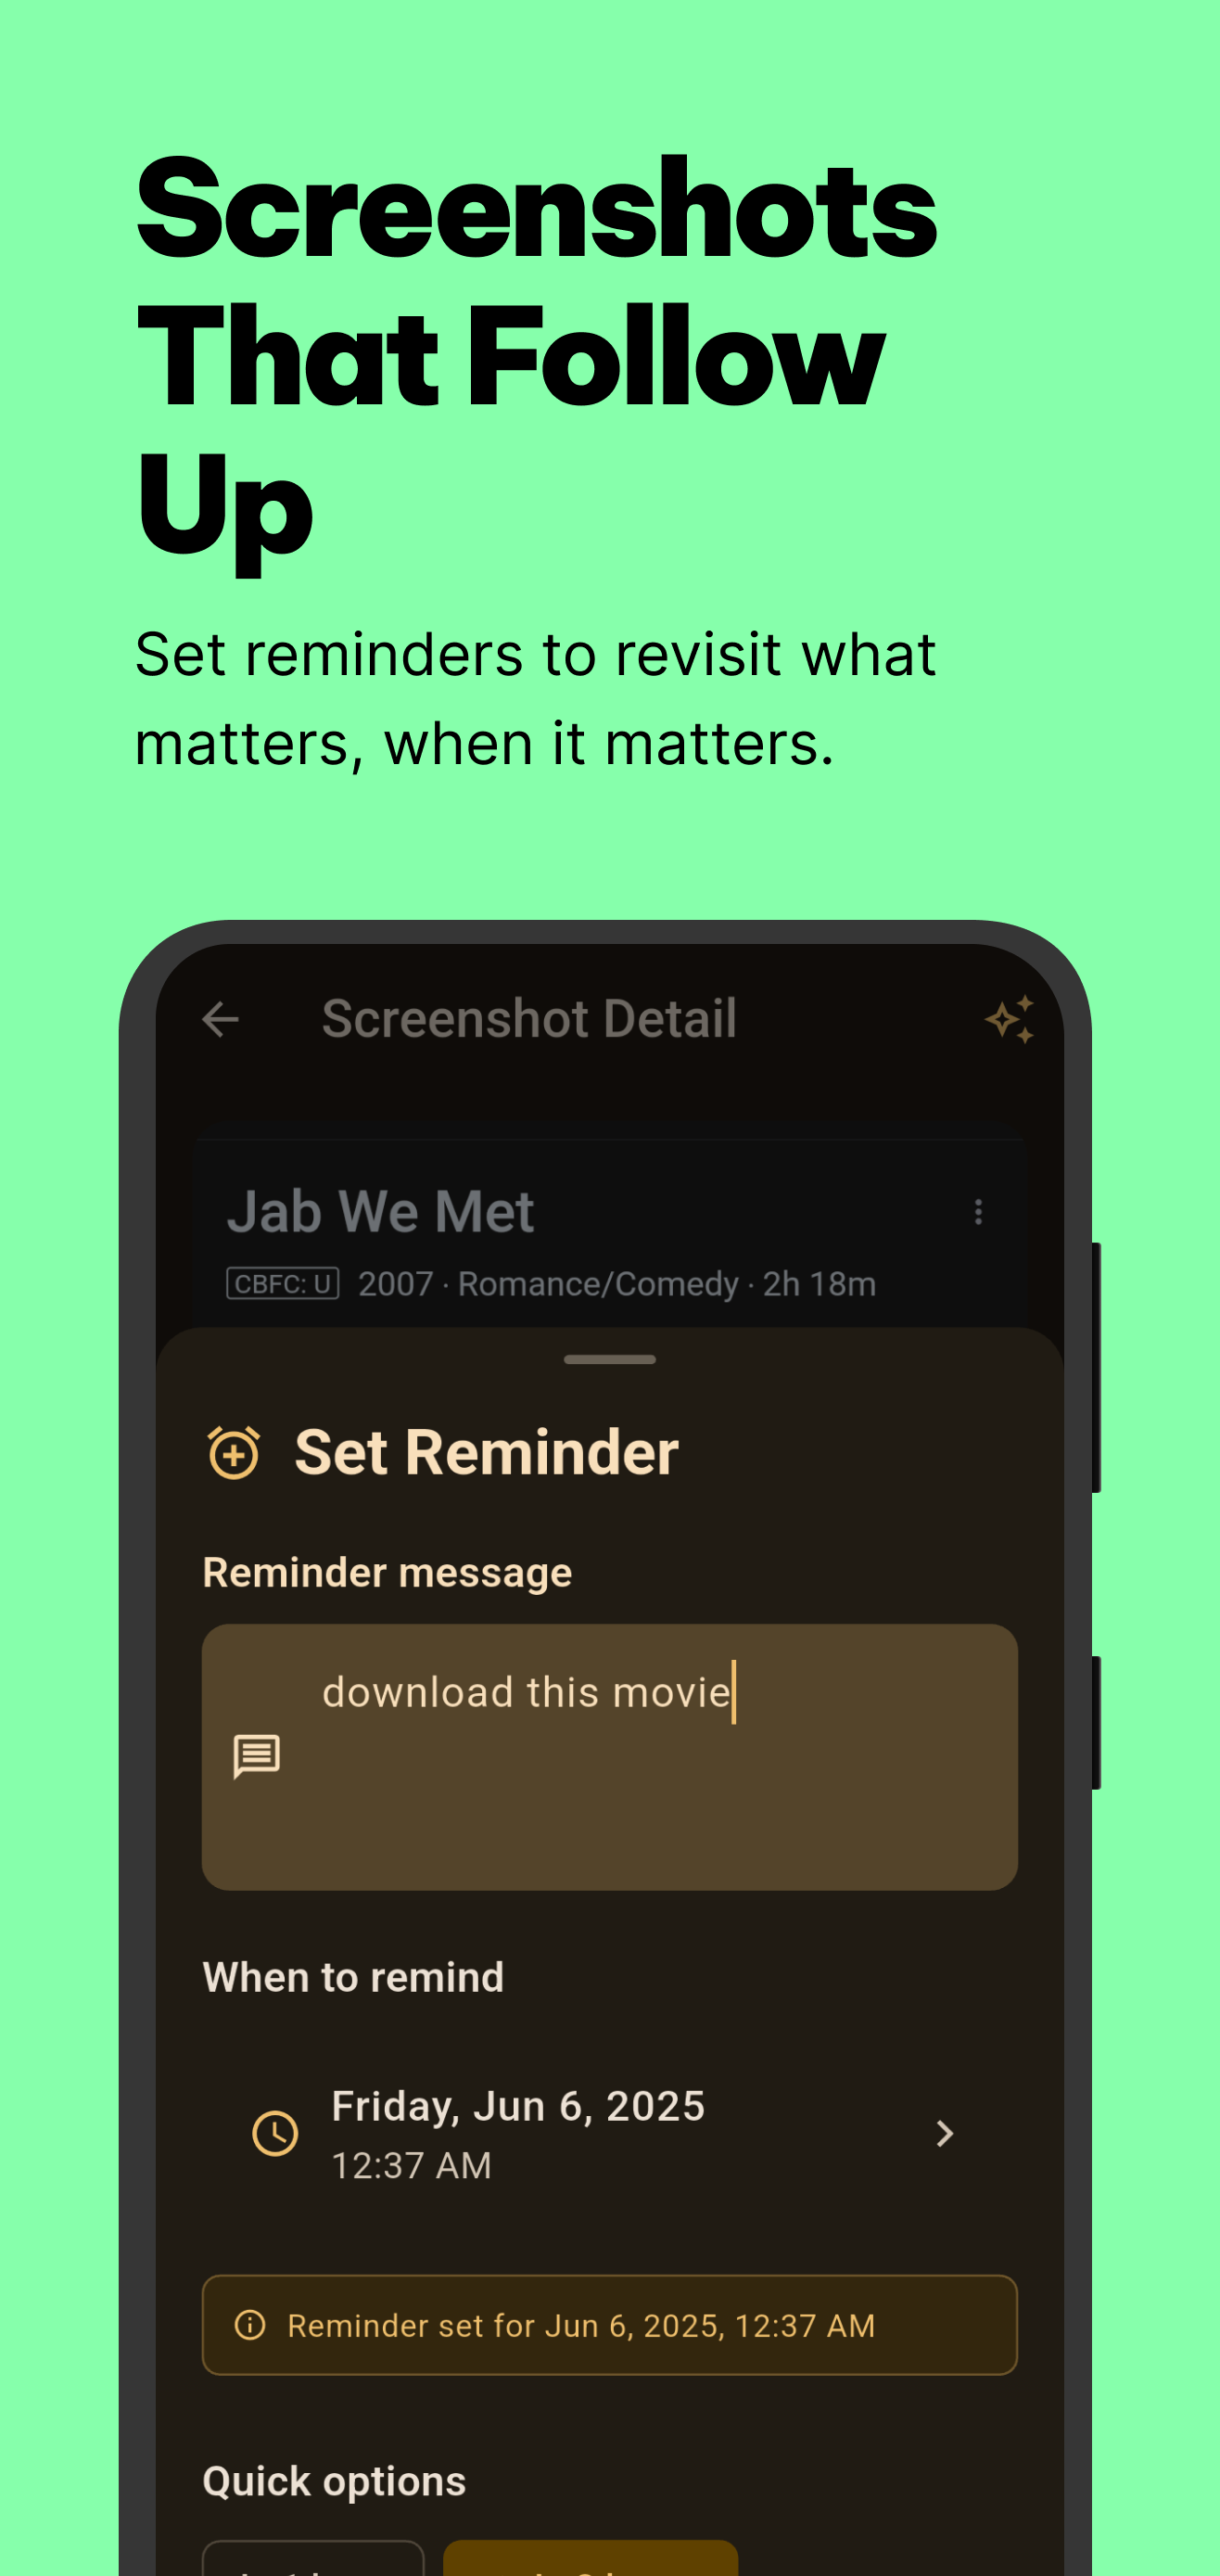 Screenshots
That Follow
Up
Set reminders to revisit what
matters, when it matters.
Screenshot Detail
Jab We Met
CBFC: U 2007 · Romance/Comedy · 2h 18m
Set Reminder
Reminder message
download this movie
When to remind
Friday, Jun 6, 2025
12:37 AM
Reminder set for Jun 6, 2025, 12:37 AM
Quick options